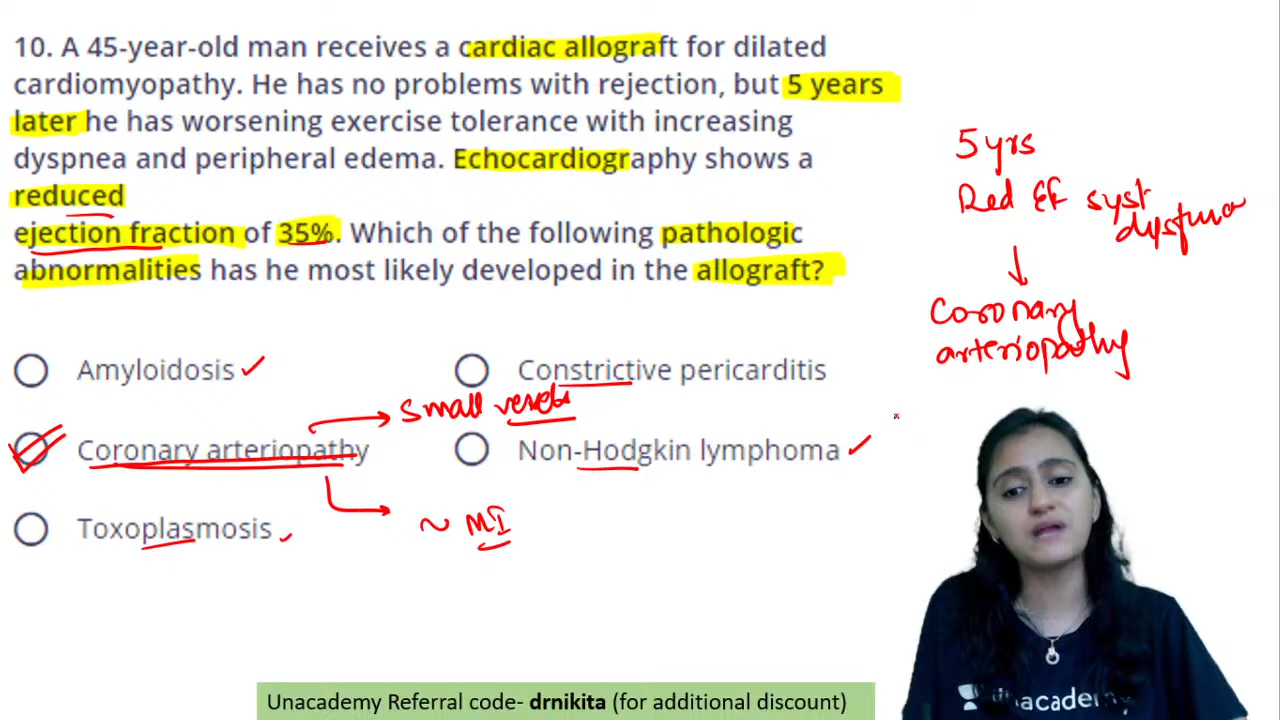 10. A 45-year-old man receives a cardiac allograft for dilated
cardiomyopathy. He has no problems with rejection, but 5 years
later he has worsening exercise tolerance with increasing
dyspnea and peripheral edema. Echocardiography shows a
reduced
ejection fraction of 35%. Which of the following pathologic
abnormalities has he most likely developed in the allograft?
Amyloidosis
Constrictive pericarditis
Small vessels
Coronary arteriopathy
Non-Hodgkin lymphoma
Toxoplasmosis
~ MI
5 yrs
Red EF syst
Coronary
arteriopathy
unacademy
Unacademy Referral code- drnikita (for additional discount)